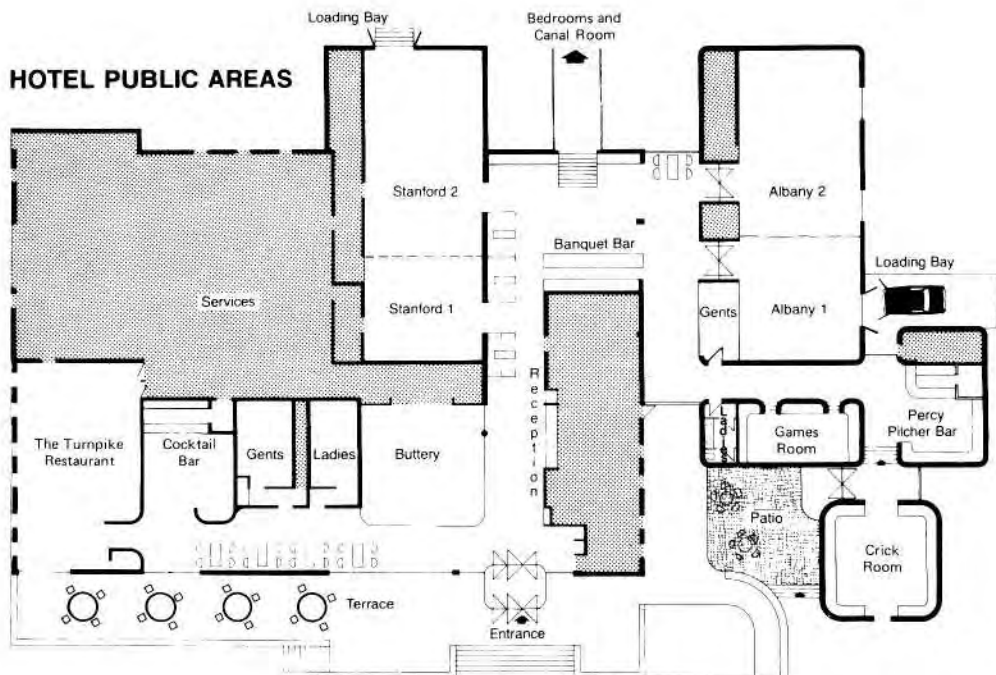 Loading Bay
Bedrooms and
Canal Room
HOTEL PUBLIC AREAS
Stanford 2
Albany 2
Banquet Bar
Loading Bay
Services
Stanford 1
Gents
Albany 1
Reception
The Turnpike
Restaurant
Cocktail
Bar
Gents
Ladies
Buttery
Ladies
Games
Room
Percy
Pilcher Bar
Patio
Crick
Room
Terrace
Entrance